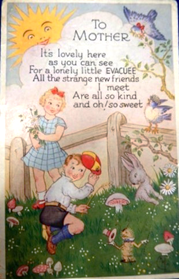 TO
MOTHER
It's lovely here
as you can see
For a lonely little EVACUEE
All the strange new friends
I meet
Are all so kind
and oh! so sweet